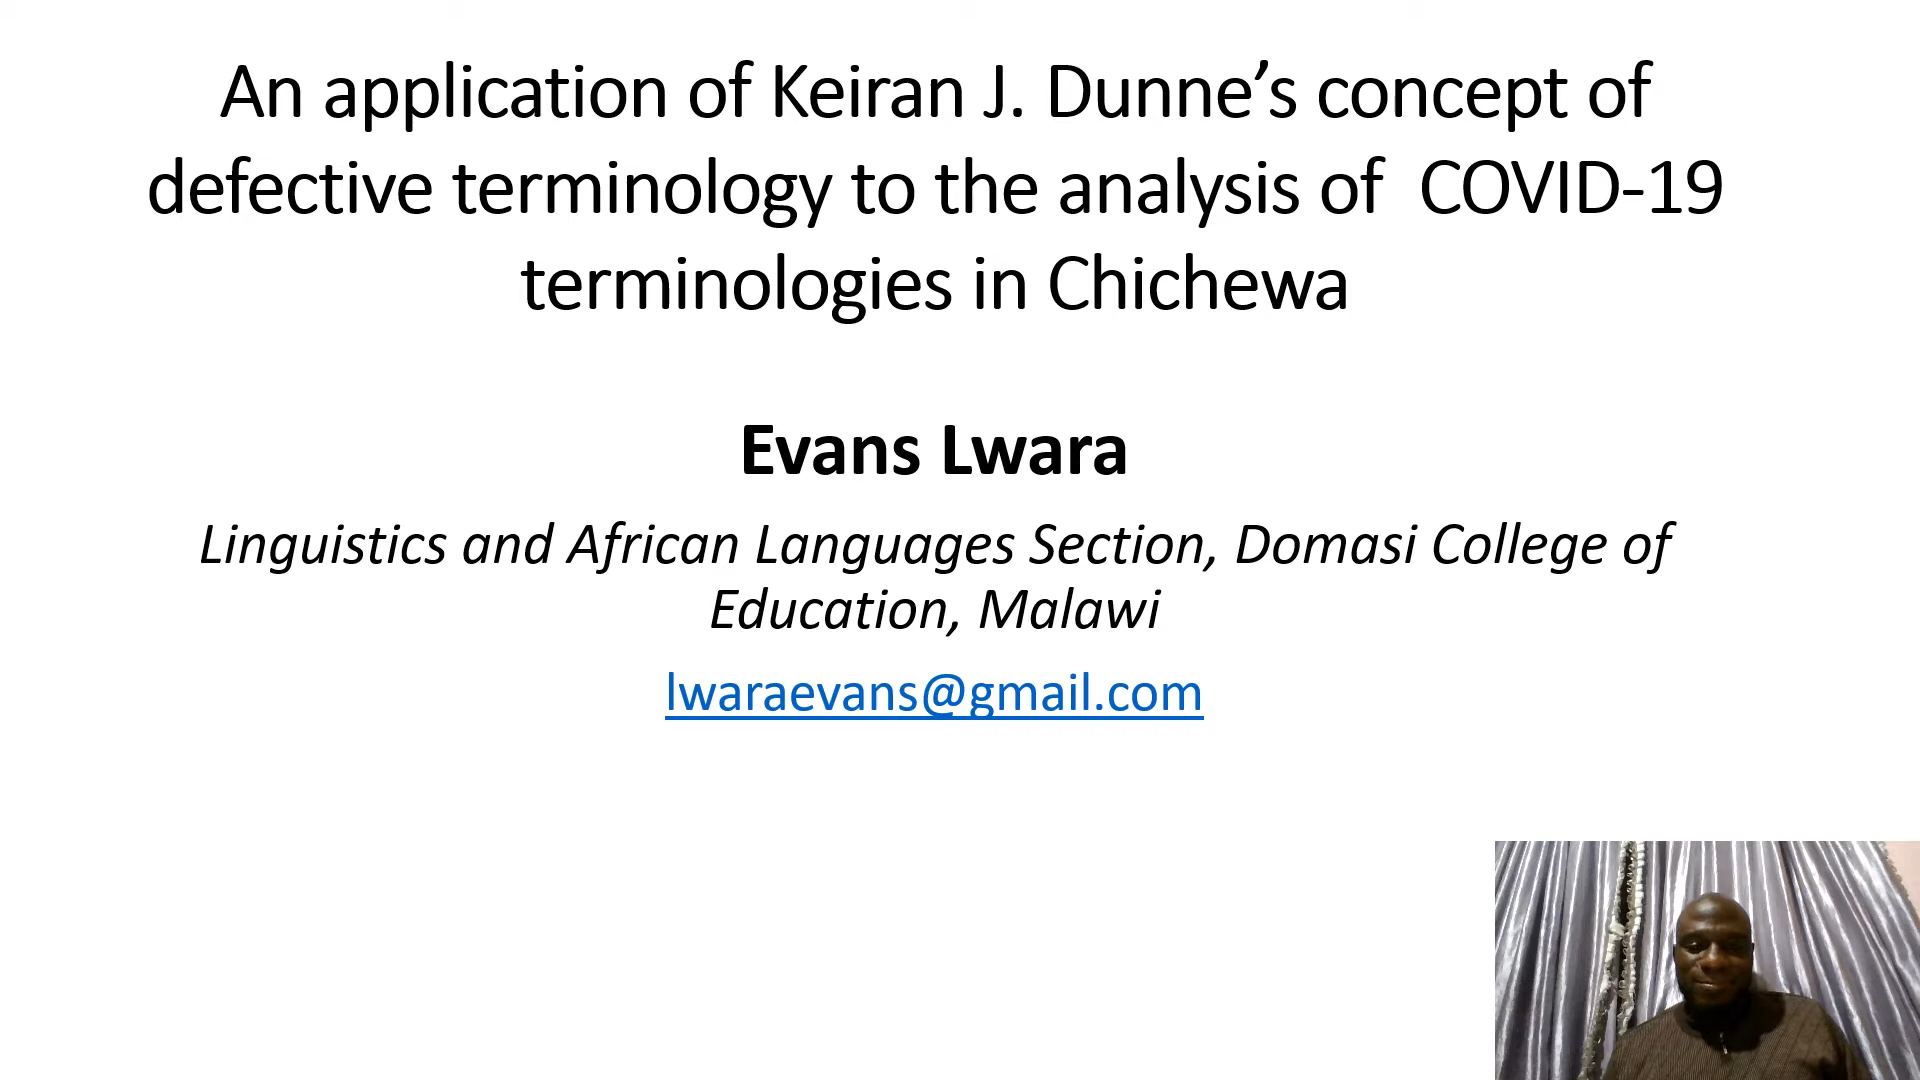 An application of Keiran J. Dunne’s concept of
defective terminology to the analysis of  COVID-19
terminologies in Chichewa
Evans Lwara
Linguistics and African Languages Section, Domasi College of
Education, Malawi
lwaraevans@gmail.com